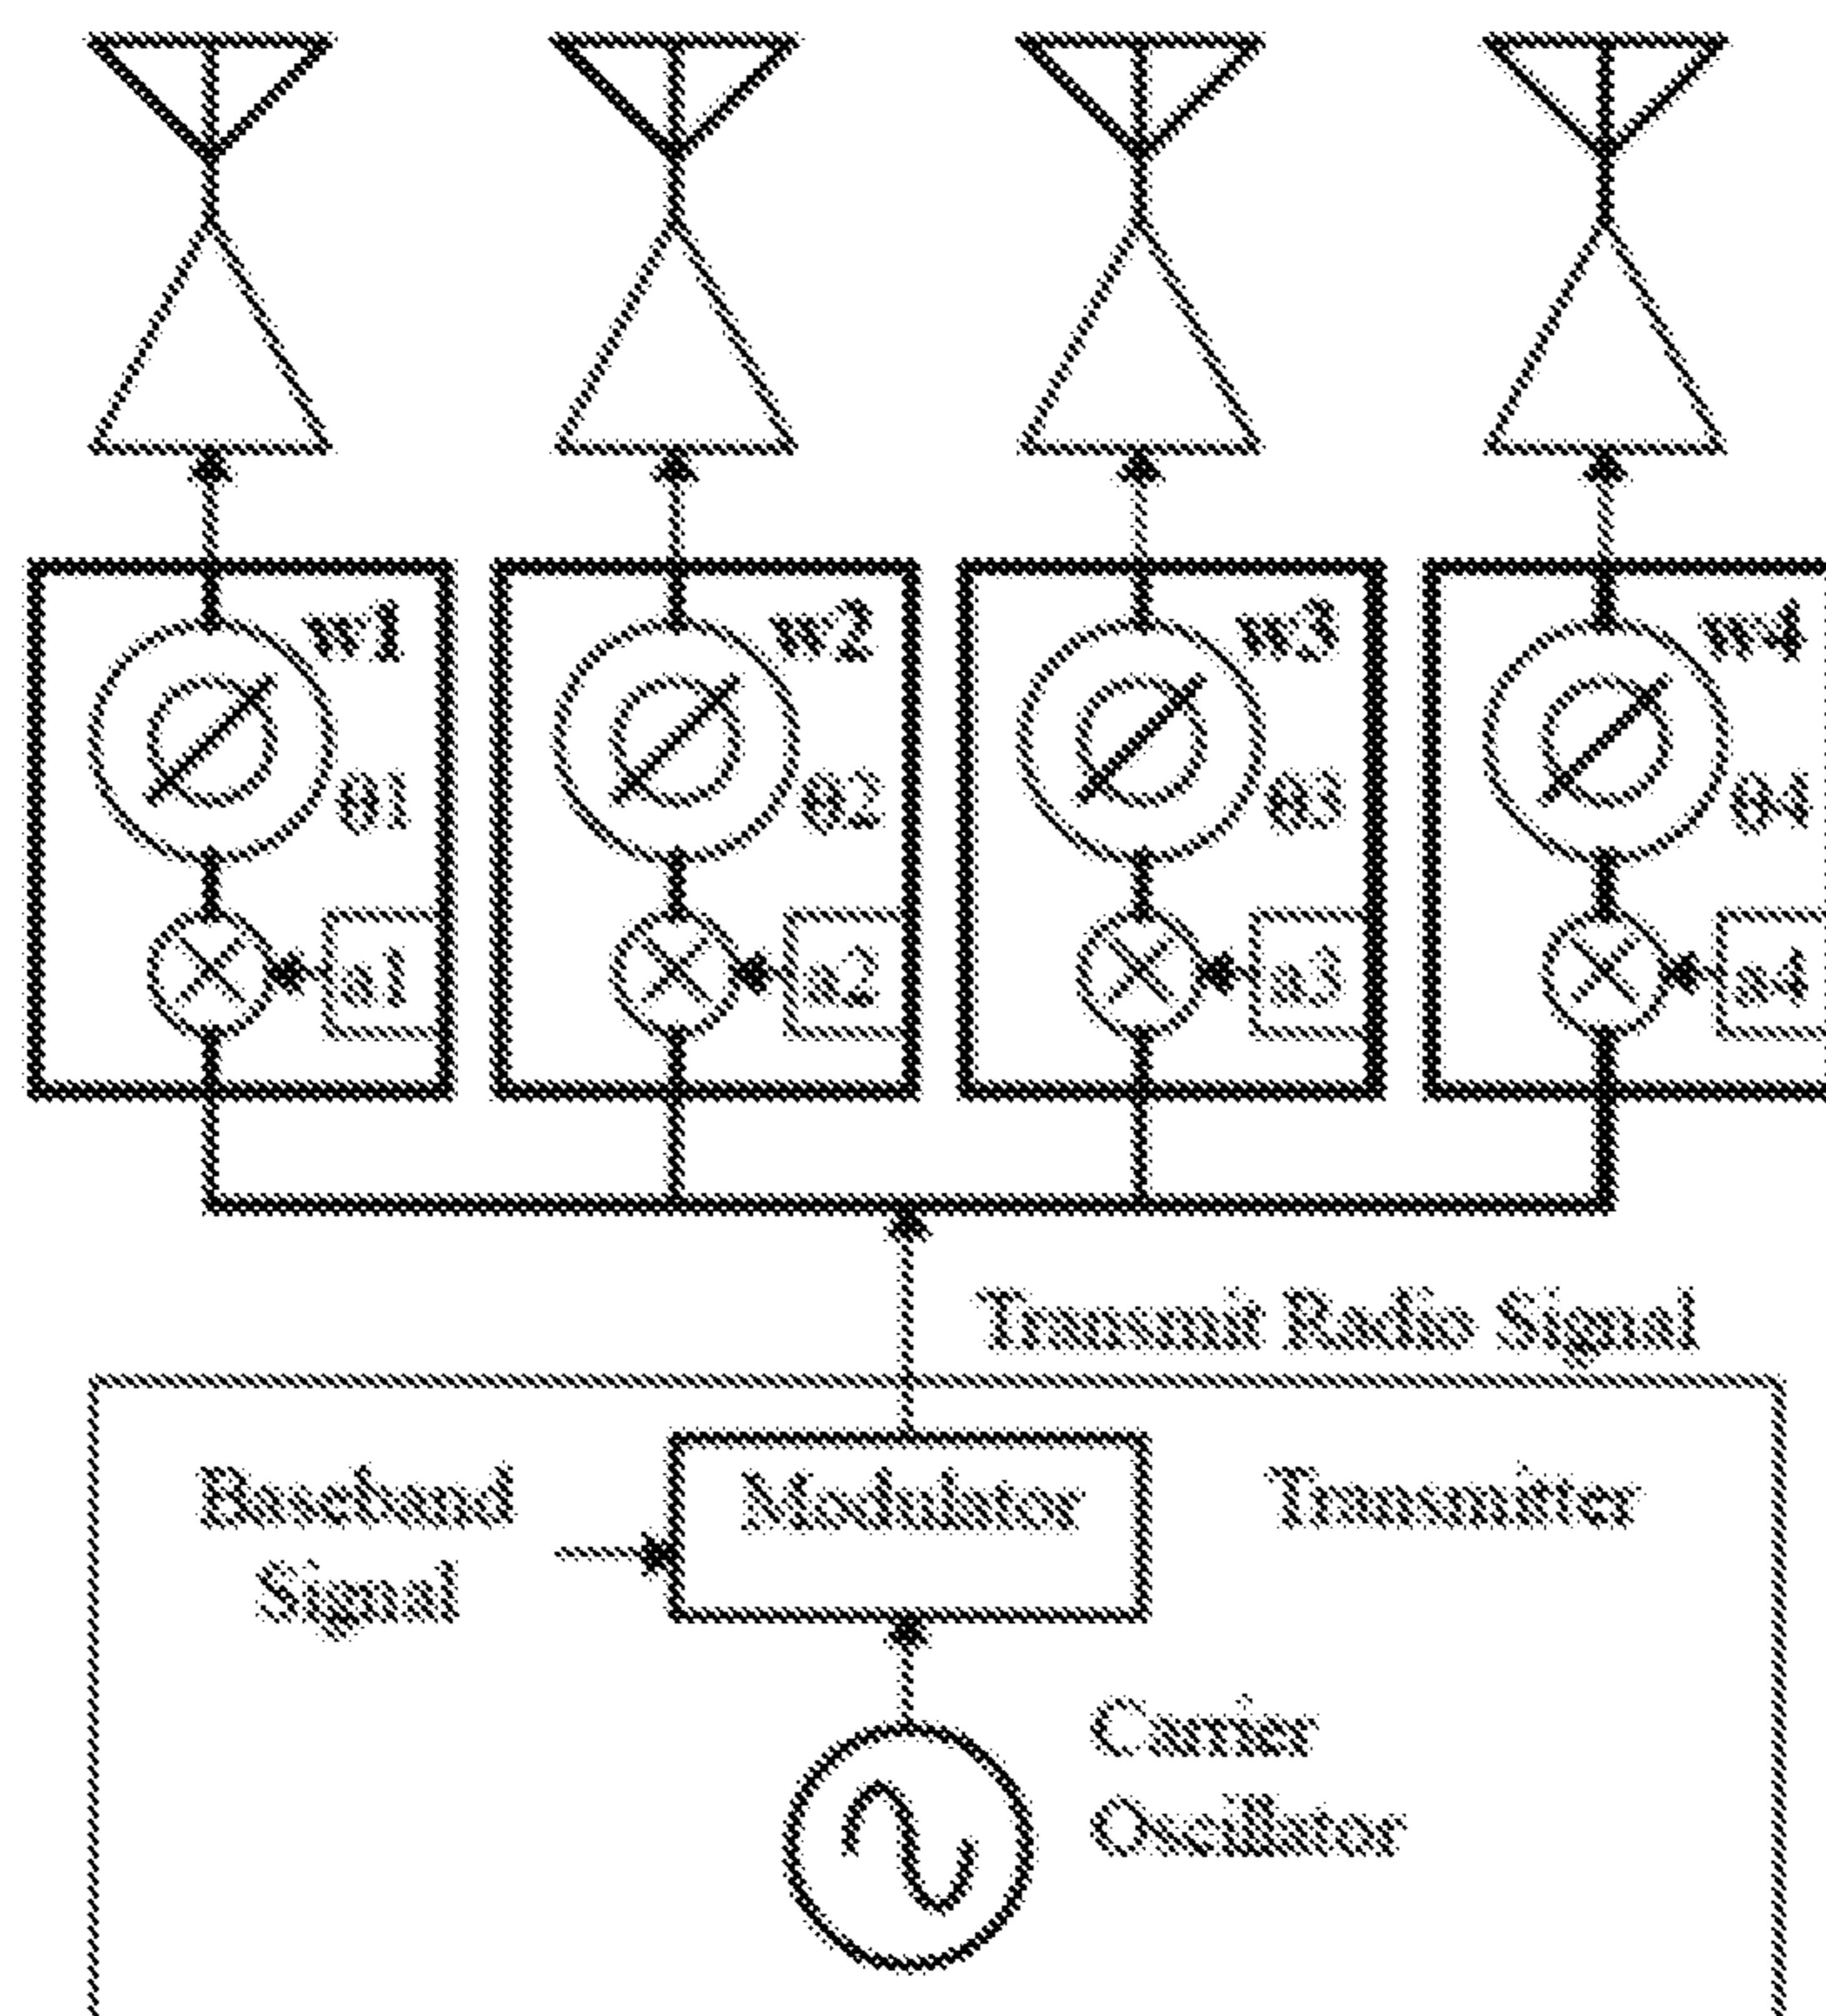 w1 w2 w3 w4
θ1 θ2 θ3 θ4
a1 a2 a3 a4
Transmit Radio Signal
Baseband
Signal
Modulator
Transmitter
Carrier
Oscillator